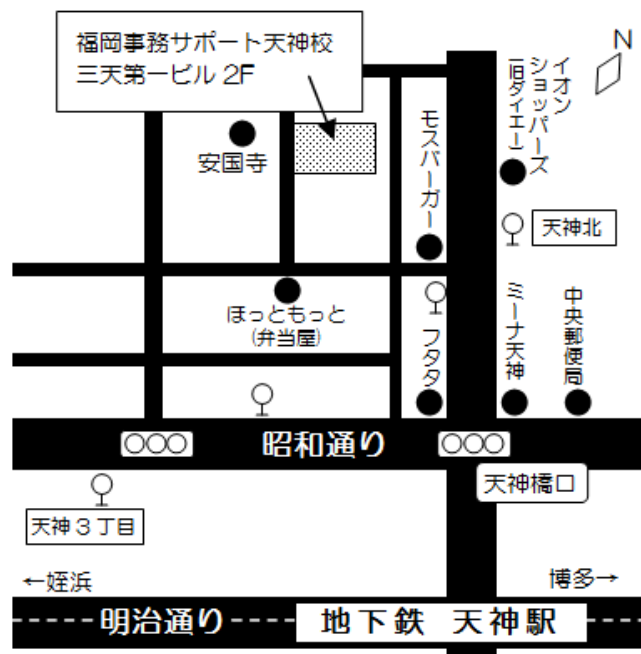 福岡事務サポート天神校
三天第一ビル 2F
N
イオン
ショッパーズ
(旧ダイエー)
モスバーガー
安国寺
天神北
ほっともっと
(弁当屋)
フタタ
ミーナ天神
中央郵便局
昭和通り
天神橋口
天神３丁目
←姪浜
博多→
明治通り
地下鉄 天神駅